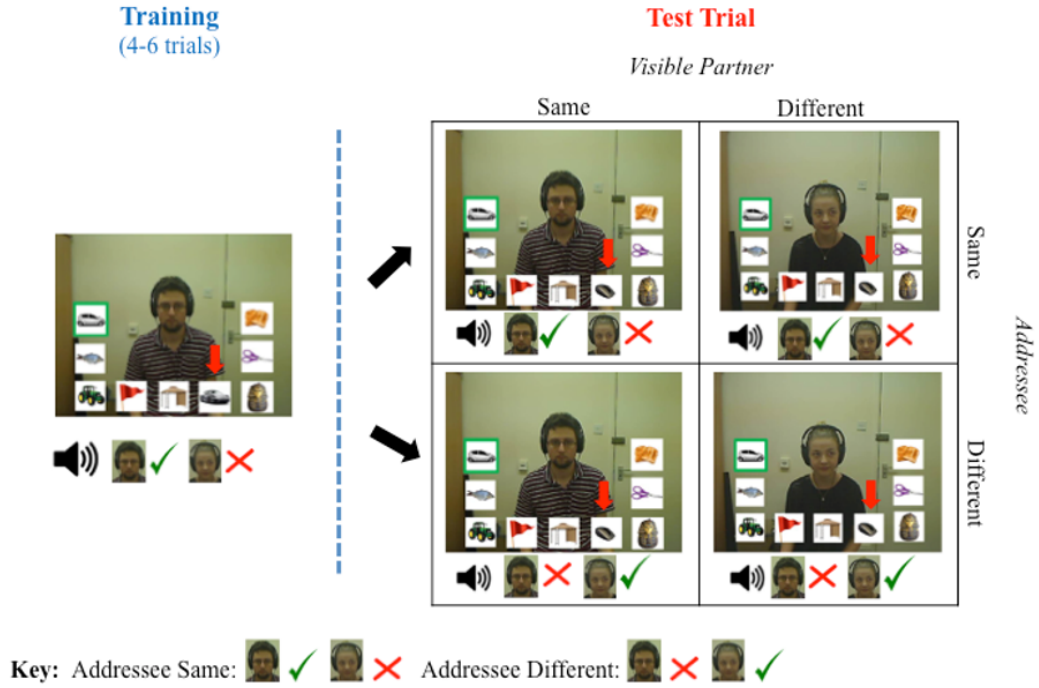 Training
(4-6 trials)
Test Trial
Visible Partner
Same
Different
Same
Different
Addressee
Key: Addressee Same:
Addressee Different: